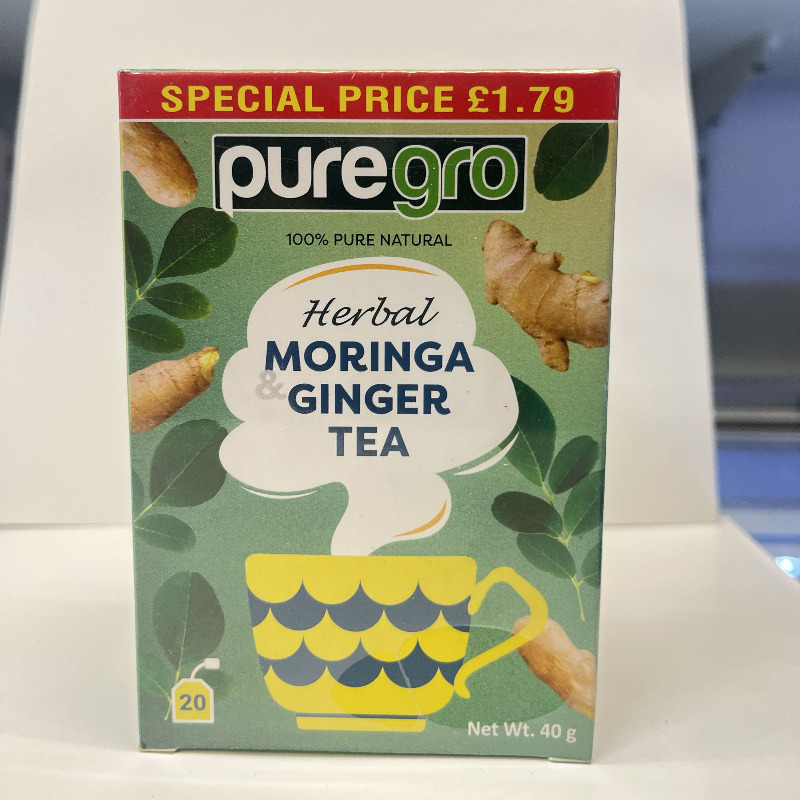 SPECIAL PRICE £1.79
puregro
100% PURE NATURAL
Herbal
MORINGA
& GINGER
TEA
20
Net Wt. 40 g